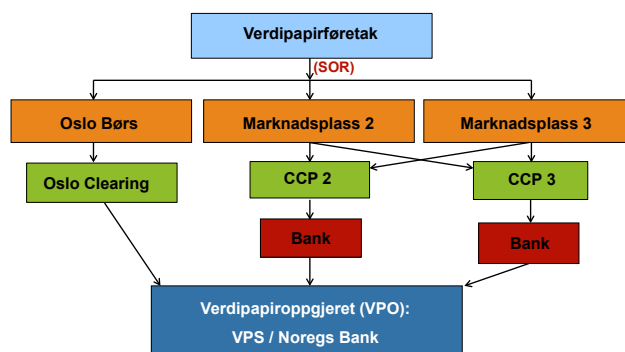 Verdipapirføretak
(SOR)
Oslo Børs
Marknadsplass 2
Marknadsplass 3
Oslo Clearing
CCP 2
CCP 3
Bank
Bank
Verdipapiroppgjeret (VPO):
VPS / Noregs Bank